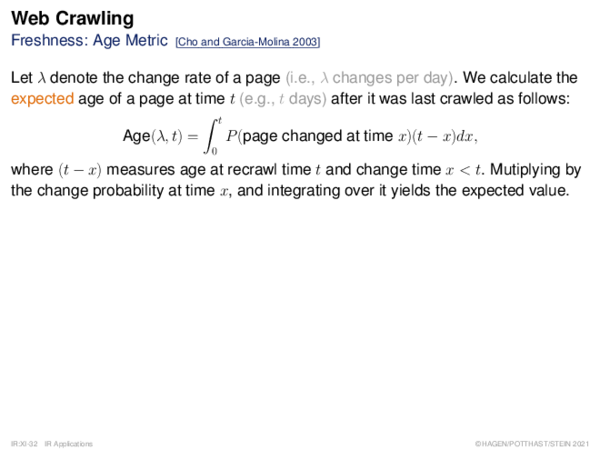 Web Crawling
Freshness: Age Metric [Cho and Garcia-Molina 2003]
Let λ denote the change rate of a page (i.e., λ changes per day). We calculate the
expected age of a page at time t (e.g., t days) after it was last crawled as follows:
Age(λ, t) = ∫₀ᵗ P(page changed at time x)(t − x)dx,
where (t − x) measures age at recrawl time t and change time x < t. Mutiplying by
the change probability at time x, and integrating over it yields the expected value.
IR:XI-32 IR Applications © HAGEN/POTTHAST/STEIN 2021